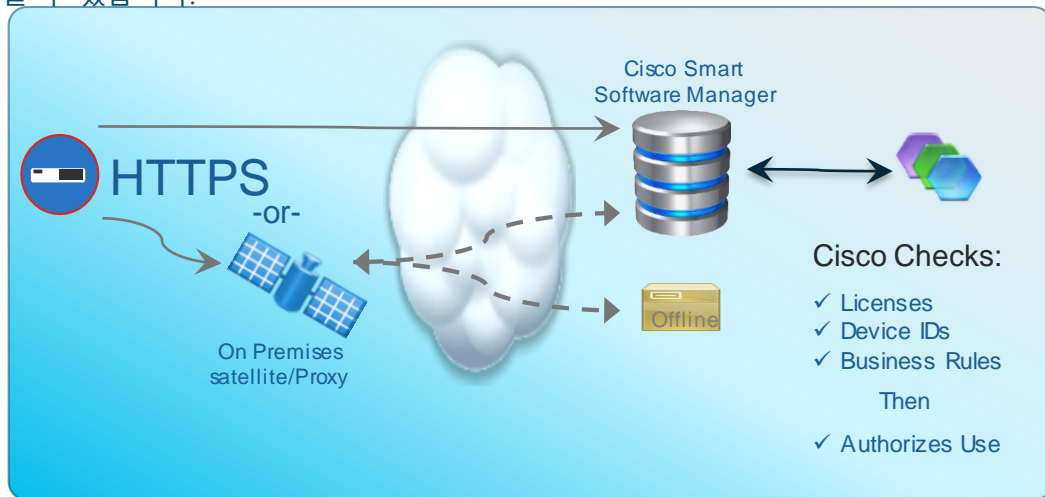 Cisco Smart
Software Manager
HTTPS
-or-
On Premises
satellite/Proxy
Offline
Cisco Checks:
✓ Licenses
✓ Device IDs
✓ Business Rules
Then
✓ Authorizes Use